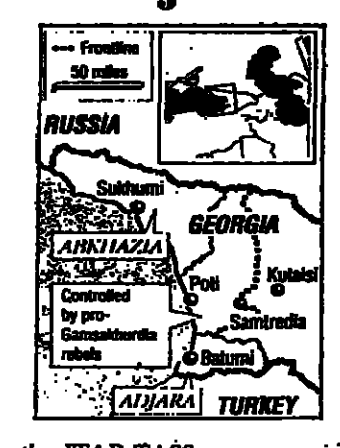 Frontline
50 miles
RUSSIA
Sukhumi
GEORGIA
ABKHAZIA
Kutaisi
Poti
Controlled
by pro-
Gamsakhurdia
rebels
Samtredia
Batumi
ADJARA
TURKEY